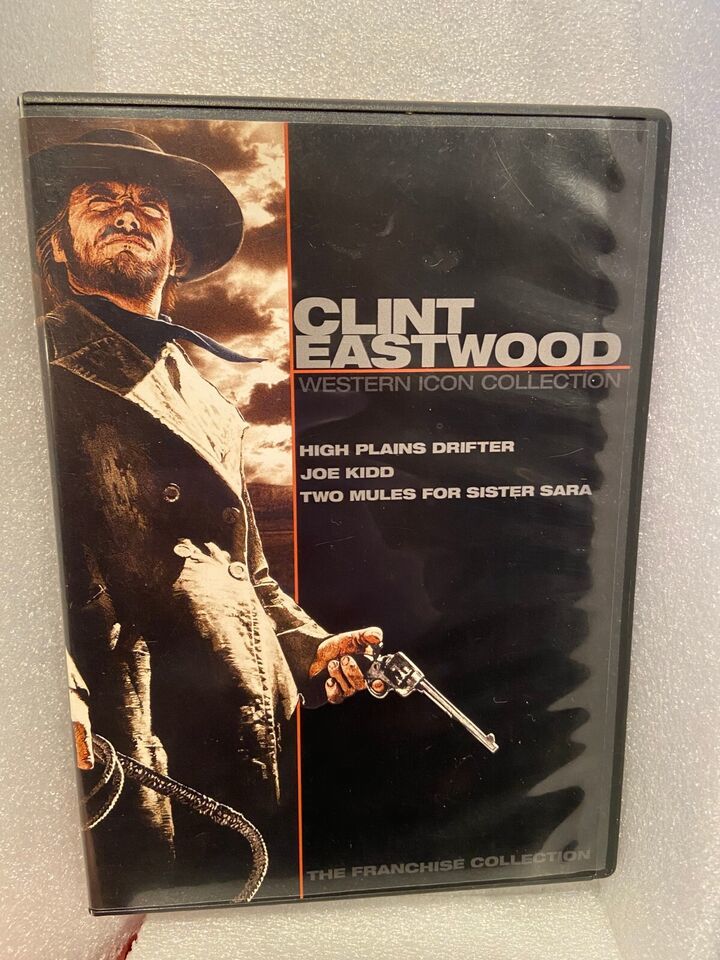 CLINT
EASTWOOD
WESTERN ICON COLLECTION
HIGH PLAINS DRIFTER
JOE KIDD
TWO MULES FOR SISTER SARA
THE FRANCHISE COLLECTION